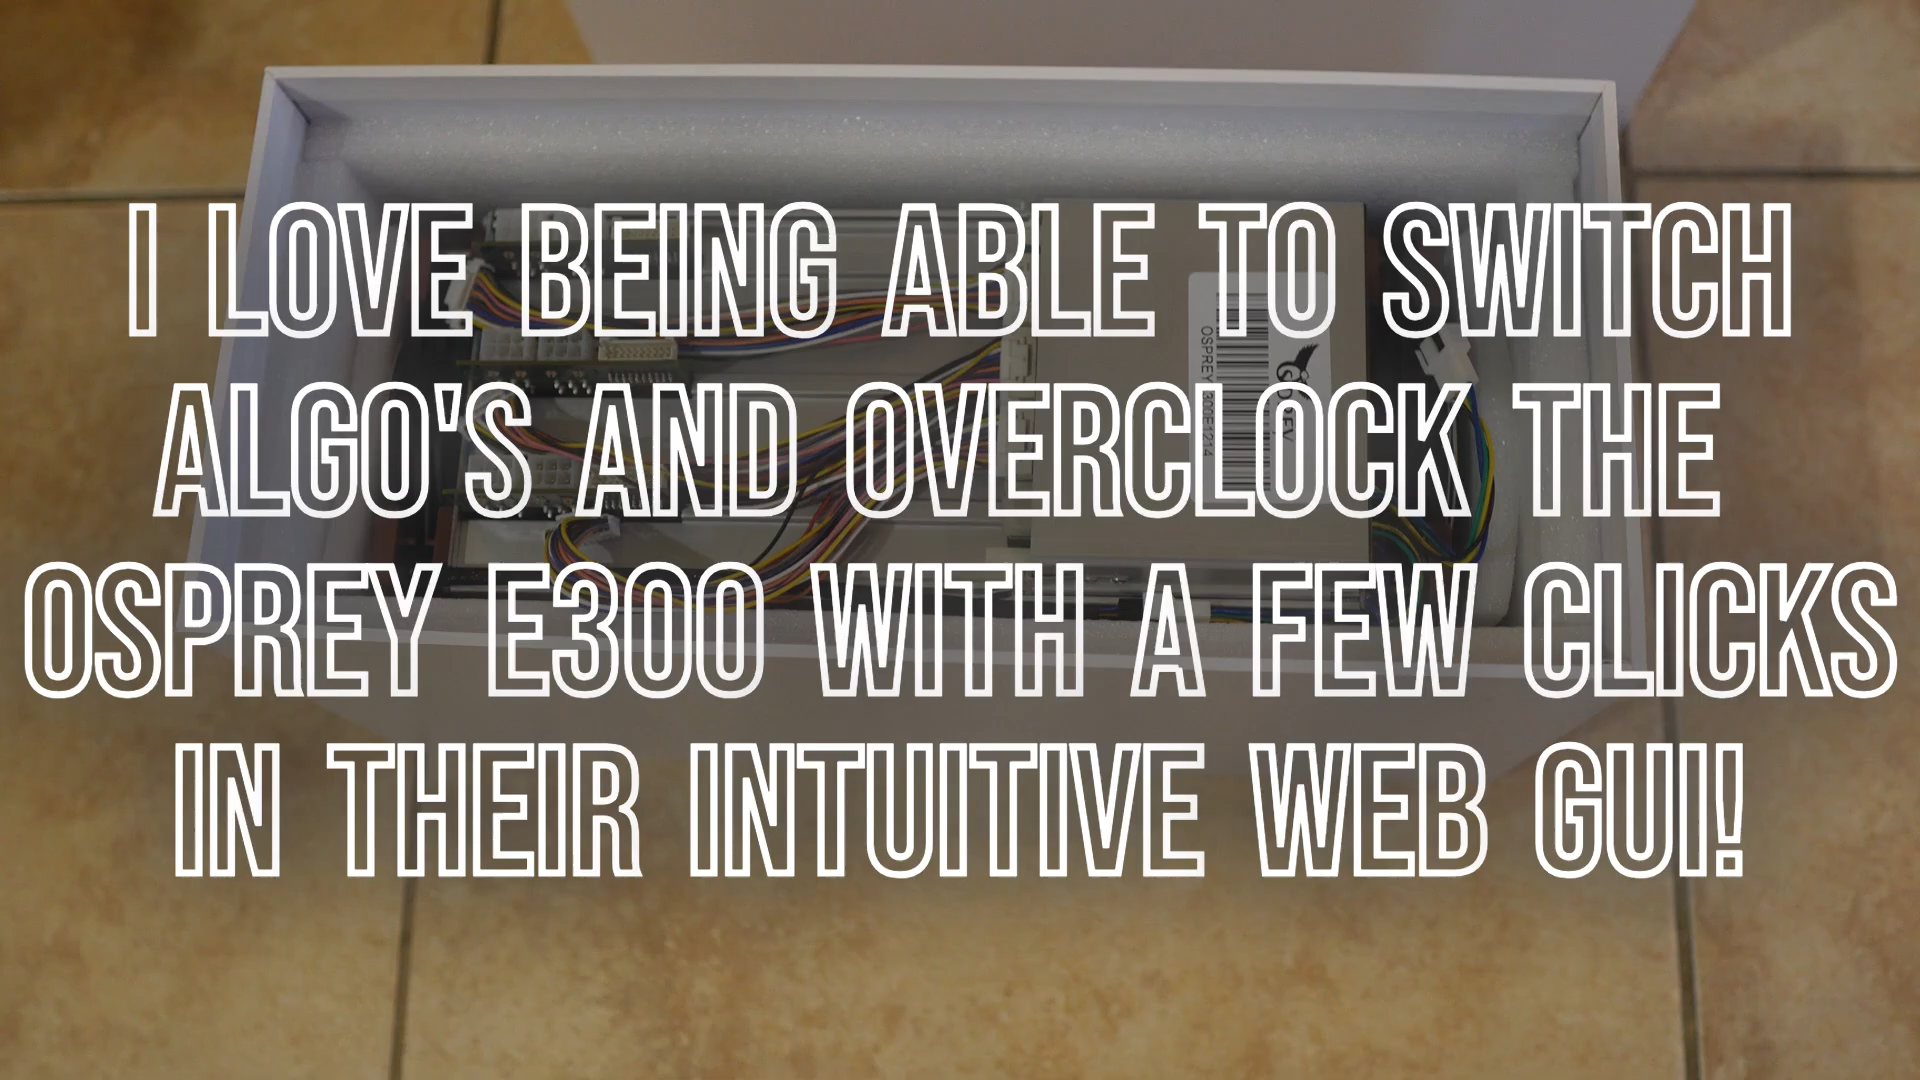 I LOVE BEING ABLE TO SWITCH
ALGO'S AND OVERCLOCK THE
OSPREY E300 WITH A FEW CLICKS
IN THEIR INTUITIVE WEB GUI!